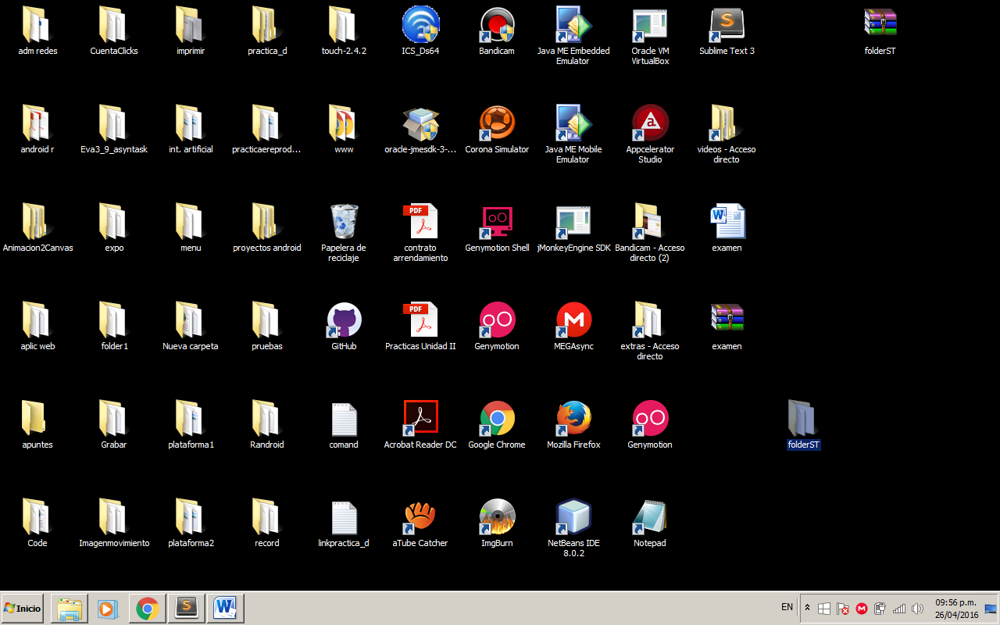 adm redes
CuentaClicks
imprimir
practica_d
touch-2.4.2
ICS_Ds64
Bandicam
Java ME Embedded
Emulator
Oracle VM
VirtualBox
Sublime Text 3
folderST
android r
Eva3_9_asyntask
int. artificial
practicaereprod...
www
oracle-jmesdk-3-...
Corona Simulator
Java ME Mobile
Emulator
Appcelerator
Studio
videos - Acceso
directo
Animacion2Canvas
expo
menu
proyectos android
Papelera de
reciclaje
PDF
contrato
arrendamiento
Genymotion Shell
jMonkeyEngine SDK
Bandicam - Acceso
directo (2)
examen
aplic web
folder1
Nueva carpeta
pruebas
GitHub
PDF
Practicas Unidad II
Genymotion
MEGAsync
extras - Acceso
directo
examen
apuntes
Grabar
plataforma1
Randroid
comand
Acrobat Reader DC
Google Chrome
Mozilla Firefox
Genymotion
folderST
Code
Imagenmovimiento
plataforma2
record
linkpractica_d
aTube Catcher
ImgBurn
NetBeans IDE
8.0.2
Notepad
Inicio
EN
09:56 p.m.
26/04/2016